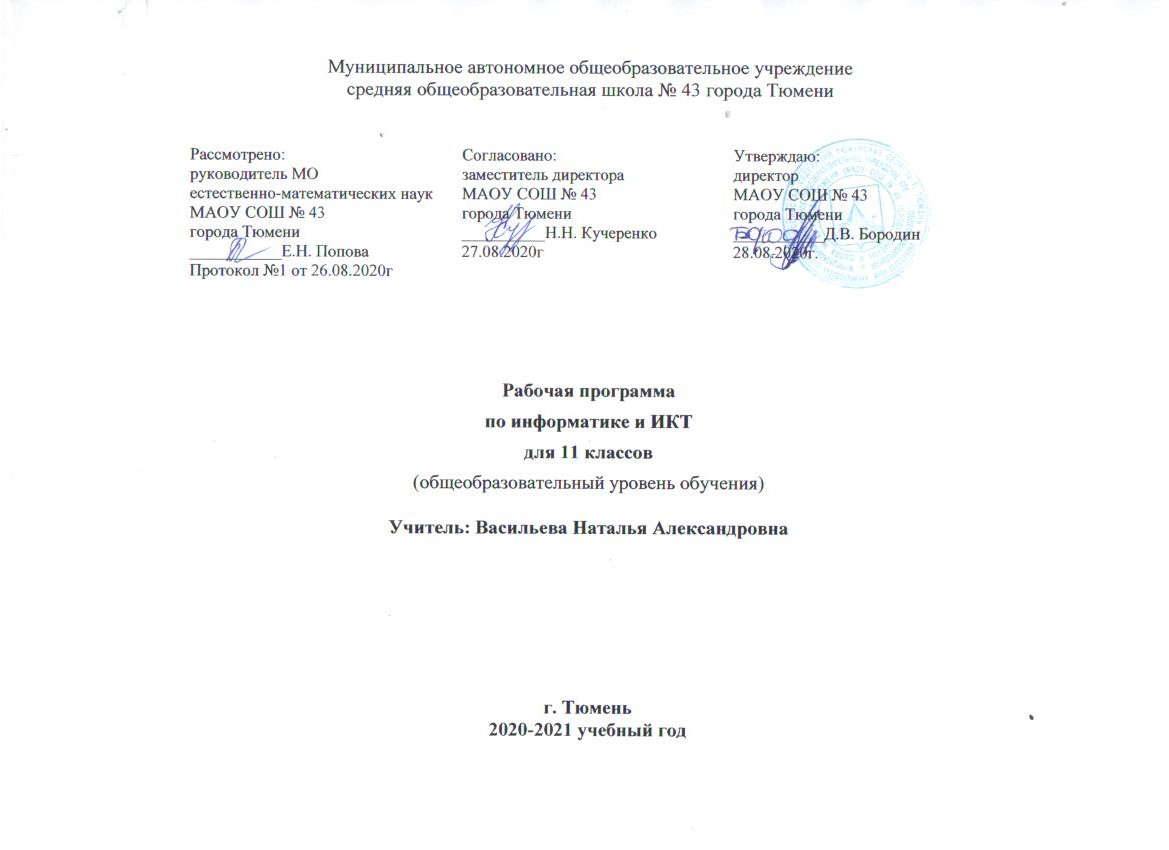 Муниципальное автономное общеобразовательное учреждение
средняя общеобразовательная школа № 43 города Тюмени
Рассмотрено:
руководитель МО
естественно-математических наук
МАОУ СОШ № 43
города Тюмени
____________Е.Н. Попова
Протокол №1 от 26.08.2020г
Согласовано:
заместитель директора
МАОУ СОШ № 43
города Тюмени
___________Н.Н. Кучеренко
27.08.2020г
Утверждаю:
директор
МАОУ СОШ № 43
города Тюмени
____________Д.В. Бородин
28.08.2020г.
Рабочая программа
по информатике и ИКТ
для 11 классов
(общеобразовательный уровень обучения)
Учитель: Васильева Наталья Александровна
г. Тюмень
2020-2021 учебный год